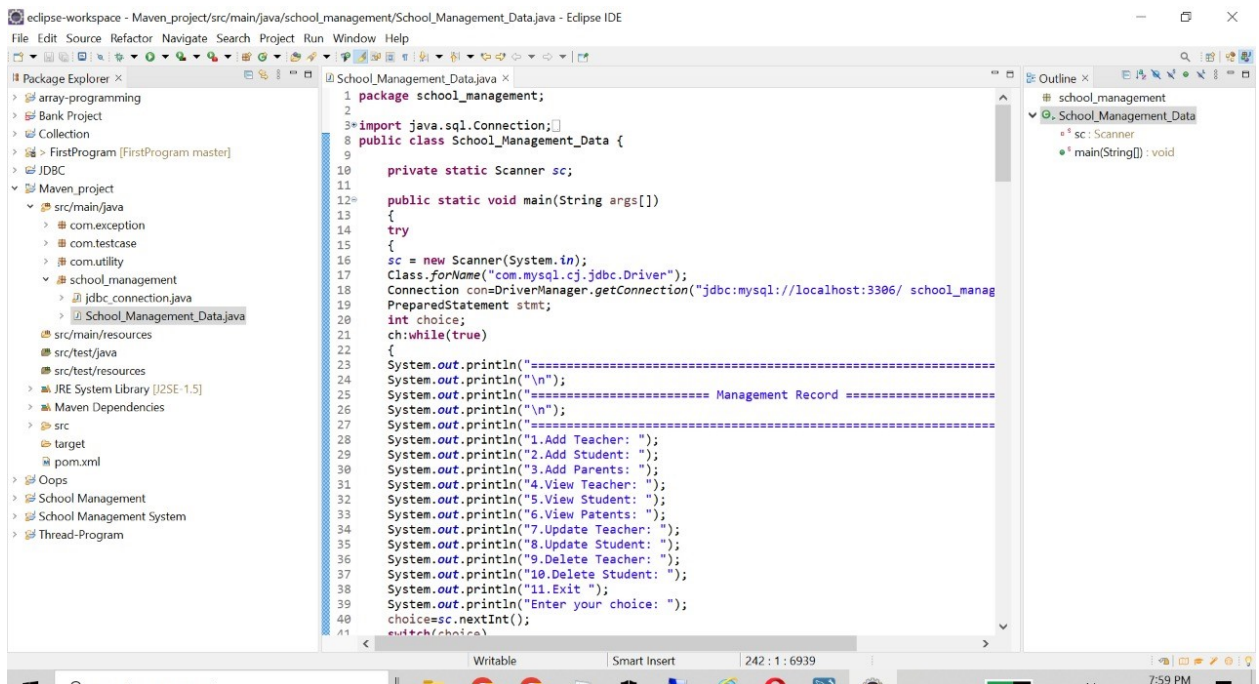 eclipse-workspace - Maven_project/src/main/java/school_management/School_Management_Data.java - Eclipse IDE
File Edit Source Refactor Navigate Search Project Run Window Help
Package Explorer
array-programming
Bank Project
Collection
> FirstProgram [FirstProgram master]
JDBC
Maven_project
src/main/java
com.exception
com.testcase
com.utility
school_management
jdbc_connection.java
School_Management_Data.java
src/main/resources
src/test/java
src/test/resources
JRE System Library [J2SE-1.5]
Maven Dependencies
src
target
pom.xml
Oops
School Management
School Management System
Thread-Program
School_Management_Data.java
1 package school_management;
2
3 import java.sql.Connection;
8 public class School_Management_Data {
9
10 private static Scanner sc;
11
12 public static void main(String args[])
13 {
14 try
15 {
16 sc = new Scanner(System.in);
17 Class.forName("com.mysql.cj.jdbc.Driver");
18 Connection con=DriverManager.getConnection("jdbc:mysql://localhost:3306/ school_manag
19 PreparedStatement stmt;
20 int choice;
21 ch:while(true)
22 {
23 System.out.println("==================================================================
24 System.out.println("\n");
25 System.out.println("========================= Management Record =====================
26 System.out.println("\n");
27 System.out.println("==================================================================
28 System.out.println("1.Add Teacher: ");
29 System.out.println("2.Add Student: ");
30 System.out.println("3.Add Parents: ");
31 System.out.println("4.View Teacher: ");
32 System.out.println("5.View Student: ");
33 System.out.println("6.View Patents: ");
34 System.out.println("7.Update Teacher: ");
35 System.out.println("8.Update Student: ");
36 System.out.println("9.Delete Teacher: ");
37 System.out.println("10.Delete Student: ");
38 System.out.println("11.Exit ");
39 System.out.println("Enter your choice: ");
40 choice=sc.nextInt();
41 switch(choice)
Outline
school_management
School_Management_Data
sc : Scanner
main(String[]) : void
Writable Smart Insert 242 : 1 : 6939
7:59 PM